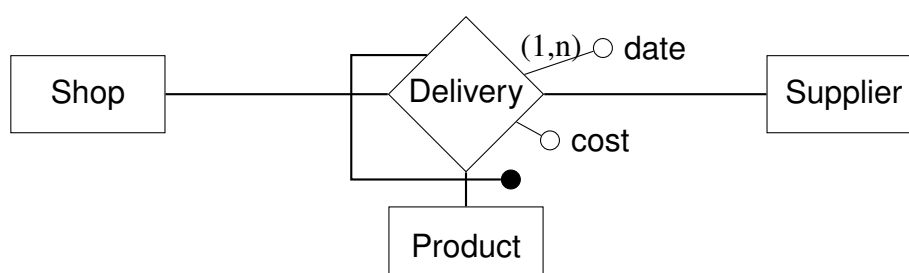 (1,n) date
Shop
Delivery
Supplier
cost
Product